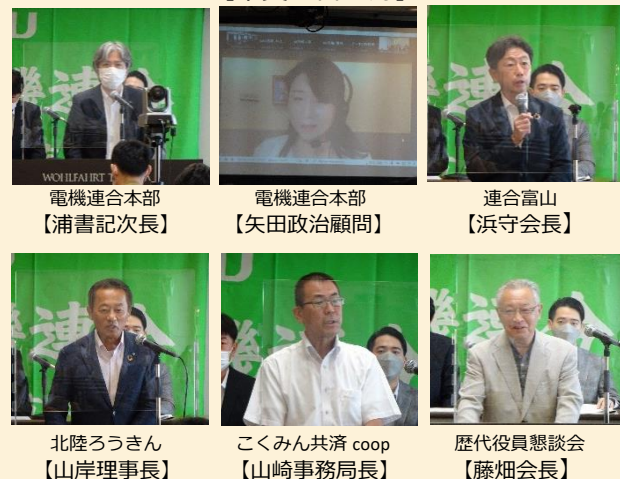 WOHLFAHRT T
電機連合本部
【浦書記次長】
電機連合本部
【矢田政治顧問】
連合富山
【浜守会長】
北陸ろうきん
【山岸理事長】
こくみん共済 coop
【山崎事務局長】
歴代役員懇談会
【藤畑会長】